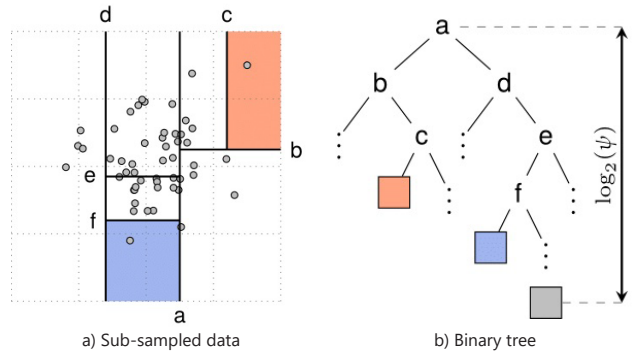 d
c
b
e
f
a
a) Sub-sampled data
a
b
d
c
e
f
log₂(ψ)
b) Binary tree